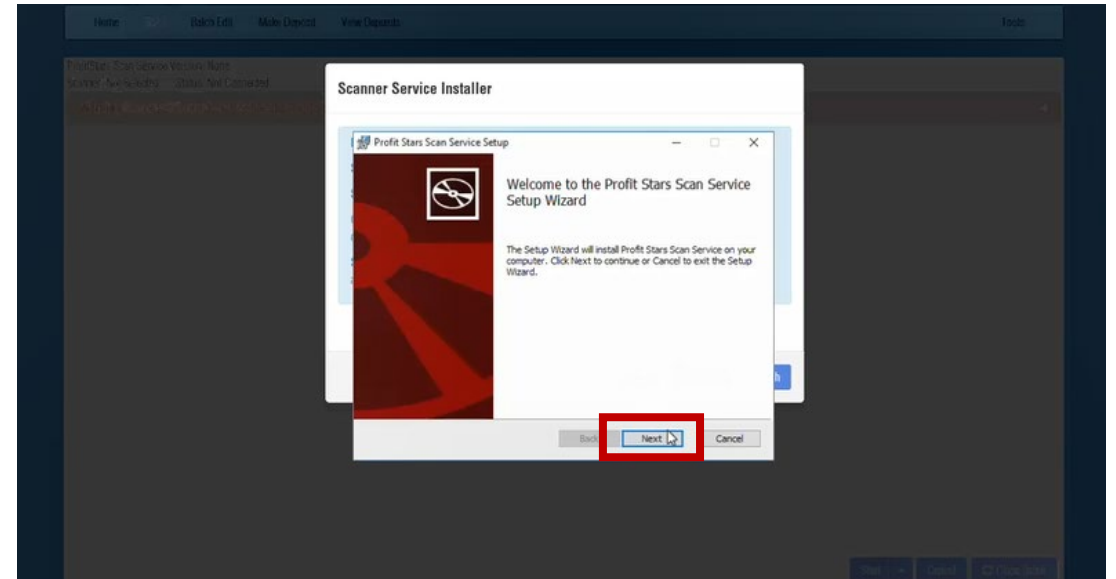 Home
Batch Edit
Make Deposit
View Deposits
Tools
Scanner Service Installer
Profit Stars Scan Service Setup
Welcome to the Profit Stars Scan Service
Setup Wizard
The Setup Wizard will install Profit Stars Scan Service on your
computer. Click Next to continue or Cancel to exit the Setup
Wizard.
h
Back
Next
Cancel
Start
Cancel